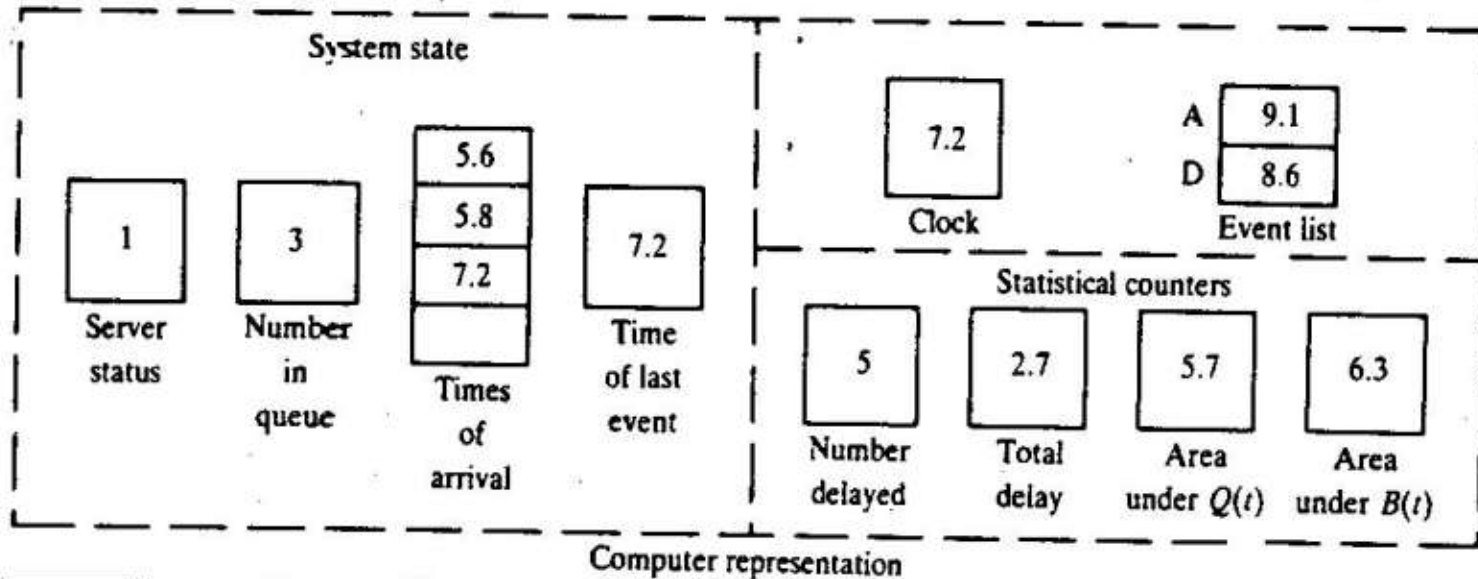 System state
1
Server
status
3
Number
in
queue
5.6
5.8
7.2
Times
of
arrival
7.2
Time
of last
event
7.2
Clock
A 9.1
D 8.6
Event list
Statistical counters
5
Number
delayed
2.7
Total
delay
5.7
Area
under Q(t)
6.3
Area
under B(t)
Computer representation